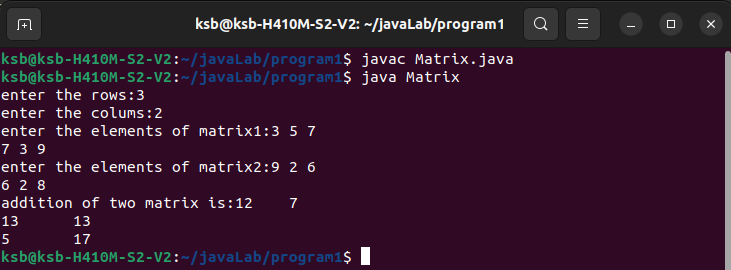 ksb@ksb-H410M-S2-V2: ~/javaLab/program1
ksb@ksb-H410M-S2-V2:~/javaLab/program1$ javac Matrix.java
ksb@ksb-H410M-S2-V2:~/javaLab/program1$ java Matrix
enter the rows:3
enter the colums:2
enter the elements of matrix1:3 5 7
7 3 9
enter the elements of matrix2:9 2 6
6 2 8
addition of two matrix is:12    7
13      13
5       17
ksb@ksb-H410M-S2-V2:~/javaLab/program1$